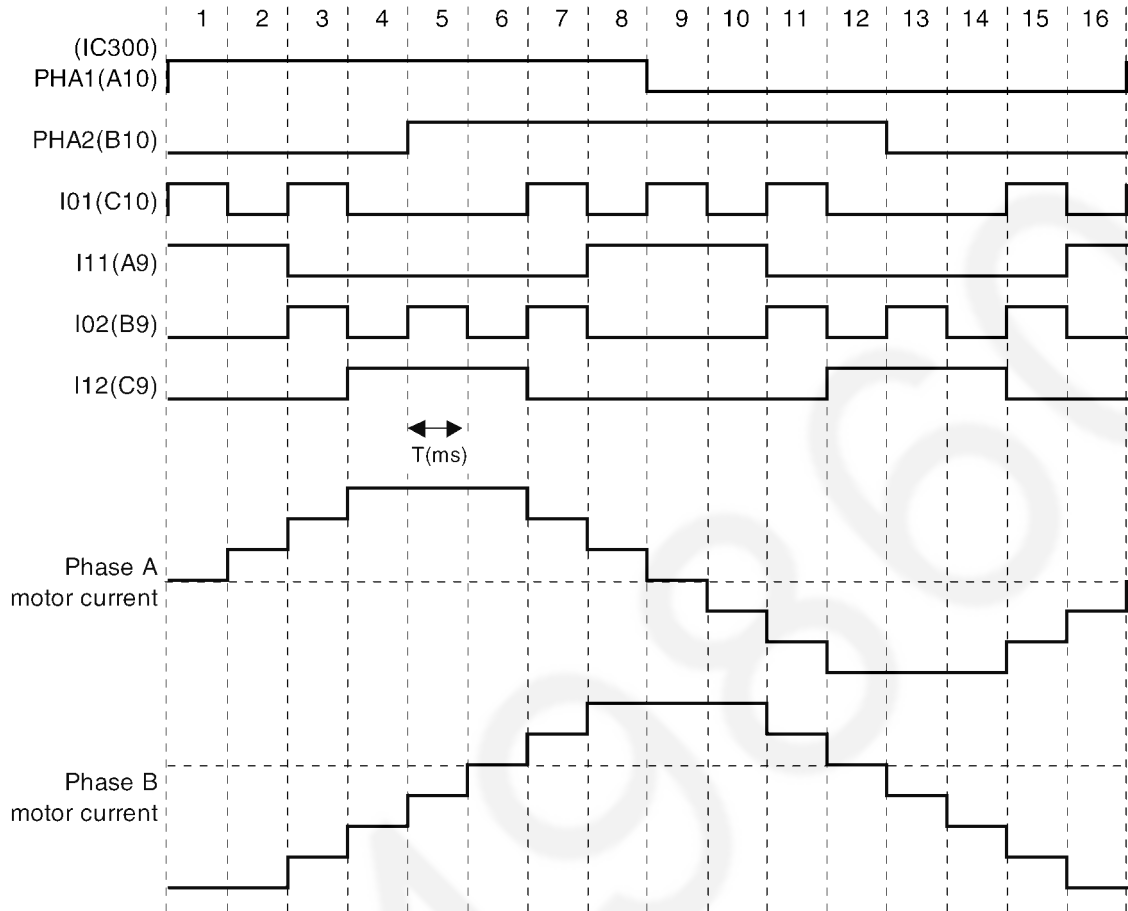 1 2 3 4 5 6 7 8 9 10 11 12 13 14 15 16
(IC300)
PHA1(A10)
PHA2(B10)
I01(C10)
I11(A9)
I02(B9)
I12(C9)
T(ms)
Phase A
motor current
Phase B
motor current